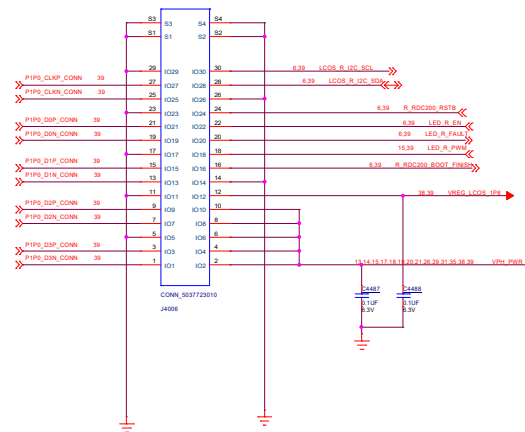 S3 S4
S1 S2
29 IO29 IO30 30 6,39 LCOS_R_I2C_SCL
P1P0_CLKP_CONN 39 27 IO27 IO28 28 6,39 LCOS_R_I2C_SDA
P1P0_CLKN_CONN 39 25 IO25 IO26 26
23 IO23 IO24 24 6,39 R_RDC200_RSTB
P1P0_D0P_CONN 39 21 IO21 IO22 22 6,39 LED_R_EN
P1P0_D0N_CONN 39 19 IO19 IO20 20 6,39 LED_R_FAULT
17 IO17 IO18 18 15,39 LED_R_PWM
P1P0_D1P_CONN 39 15 IO15 IO16 16 6,39 R_RDC200_BOOT_FINISH
P1P0_D1N_CONN 39 13 IO13 IO14 14
11 IO11 IO12 12 38,39 VREG_LCOS_1P8
P1P0_D2P_CONN 39 9 IO9 IO10 10
P1P0_D2N_CONN 39 7 IO7 IO8 8
5 IO5 IO6 6
P1P0_D3P_CONN 39 3 IO3 IO4 4
P1P0_D3N_CONN 39 1 IO1 IO2 2 13,14,15,17,18,19,20,21,26,29,31,35,38,39 VPH_PWR
CONN_5037723010
J4006
C4487 C4488
0.1UF 0.1UF
6.3V 6.3V